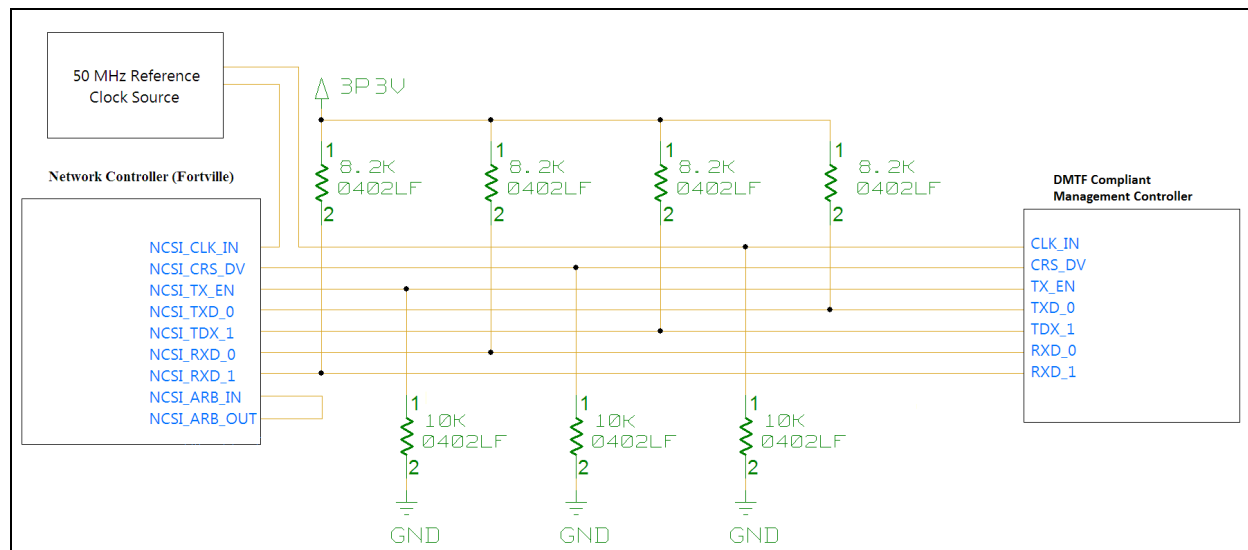 50 MHz Reference
Clock Source
3P3V
1
8.2K
0402LF
2
1
8.2K
0402LF
2
1
8.2K
0402LF
2
1
8.2K
0402LF
2
Network Controller (Fortville)
NCSI_CLK_IN
NCSI_CRS_DV
NCSI_TX_EN
NCSI_TXD_0
NCSI_TDX_1
NCSI_RXD_0
NCSI_RXD_1
NCSI_ARB_IN
NCSI_ARB_OUT
DMTF Compliant
Management Controller
CLK_IN
CRS_DV
TX_EN
TXD_0
TDX_1
RXD_0
RXD_1
1
10K
0402LF
2
GND
1
10K
0402LF
2
GND
1
10K
0402LF
2
GND